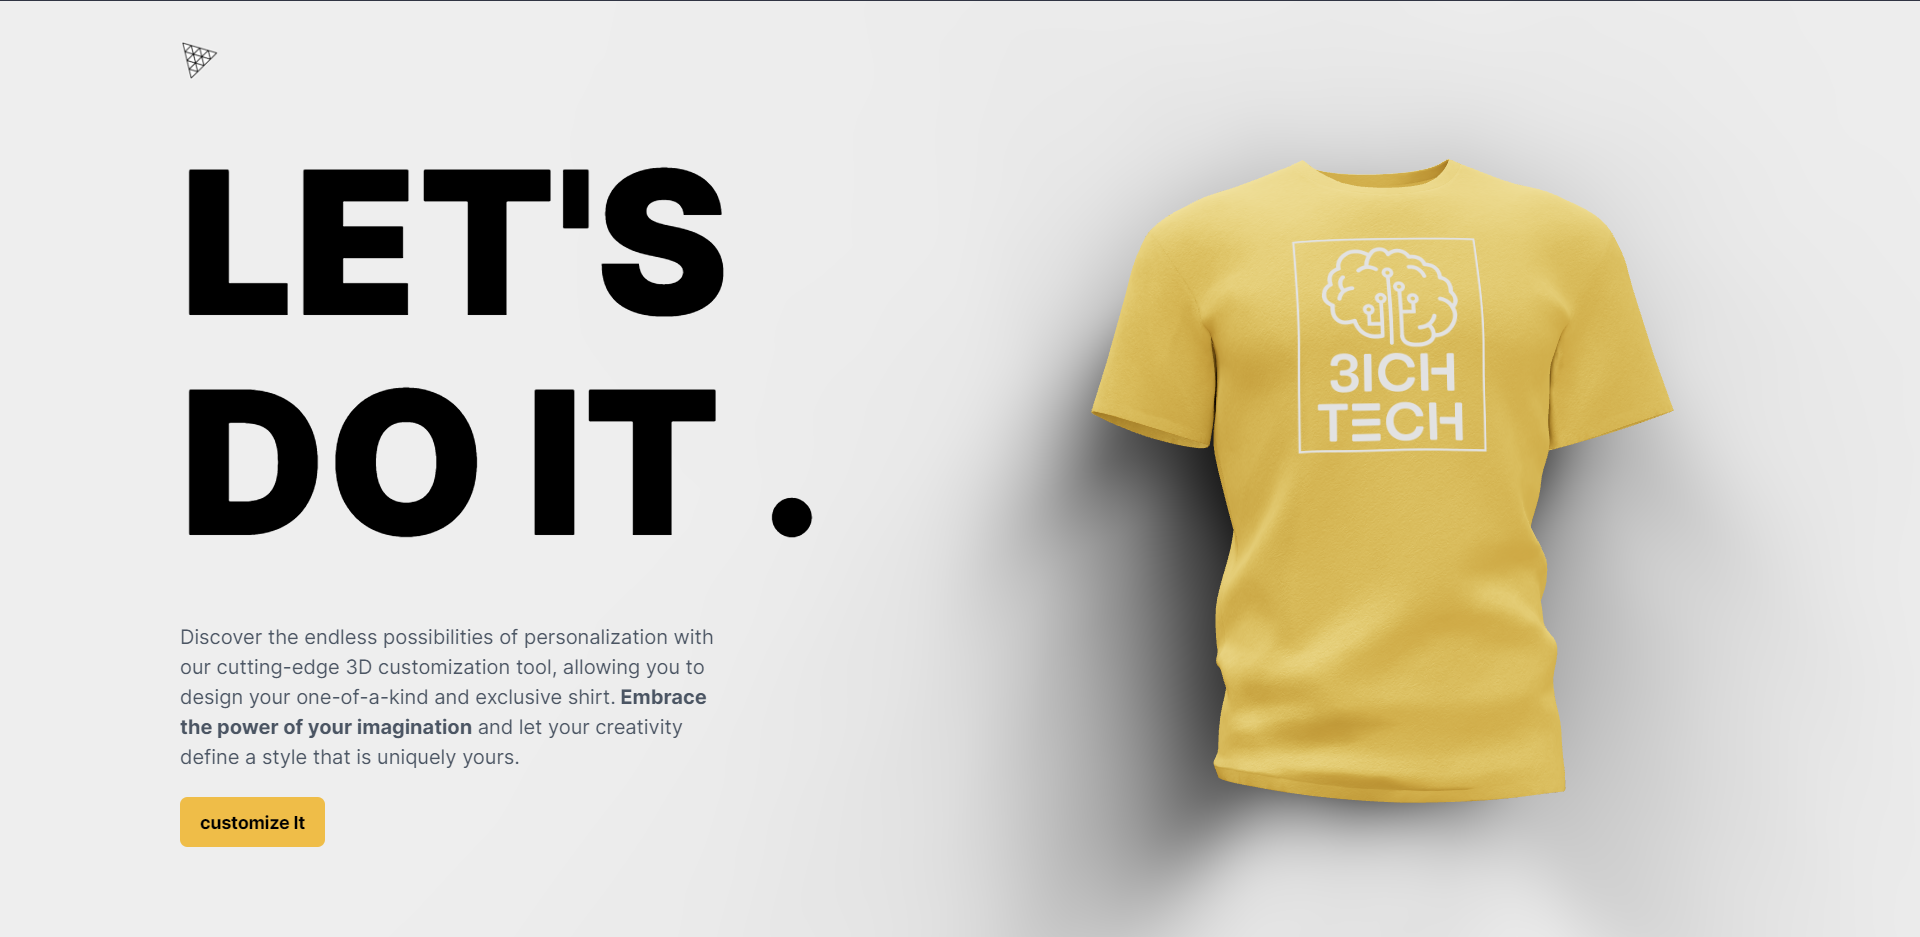 LET'S
DO IT .
Discover the endless possibilities of personalization with
our cutting-edge 3D customization tool, allowing you to
design your one-of-a-kind and exclusive shirt. Embrace
the power of your imagination and let your creativity
define a style that is uniquely yours.
customize It
3ICH
TECH